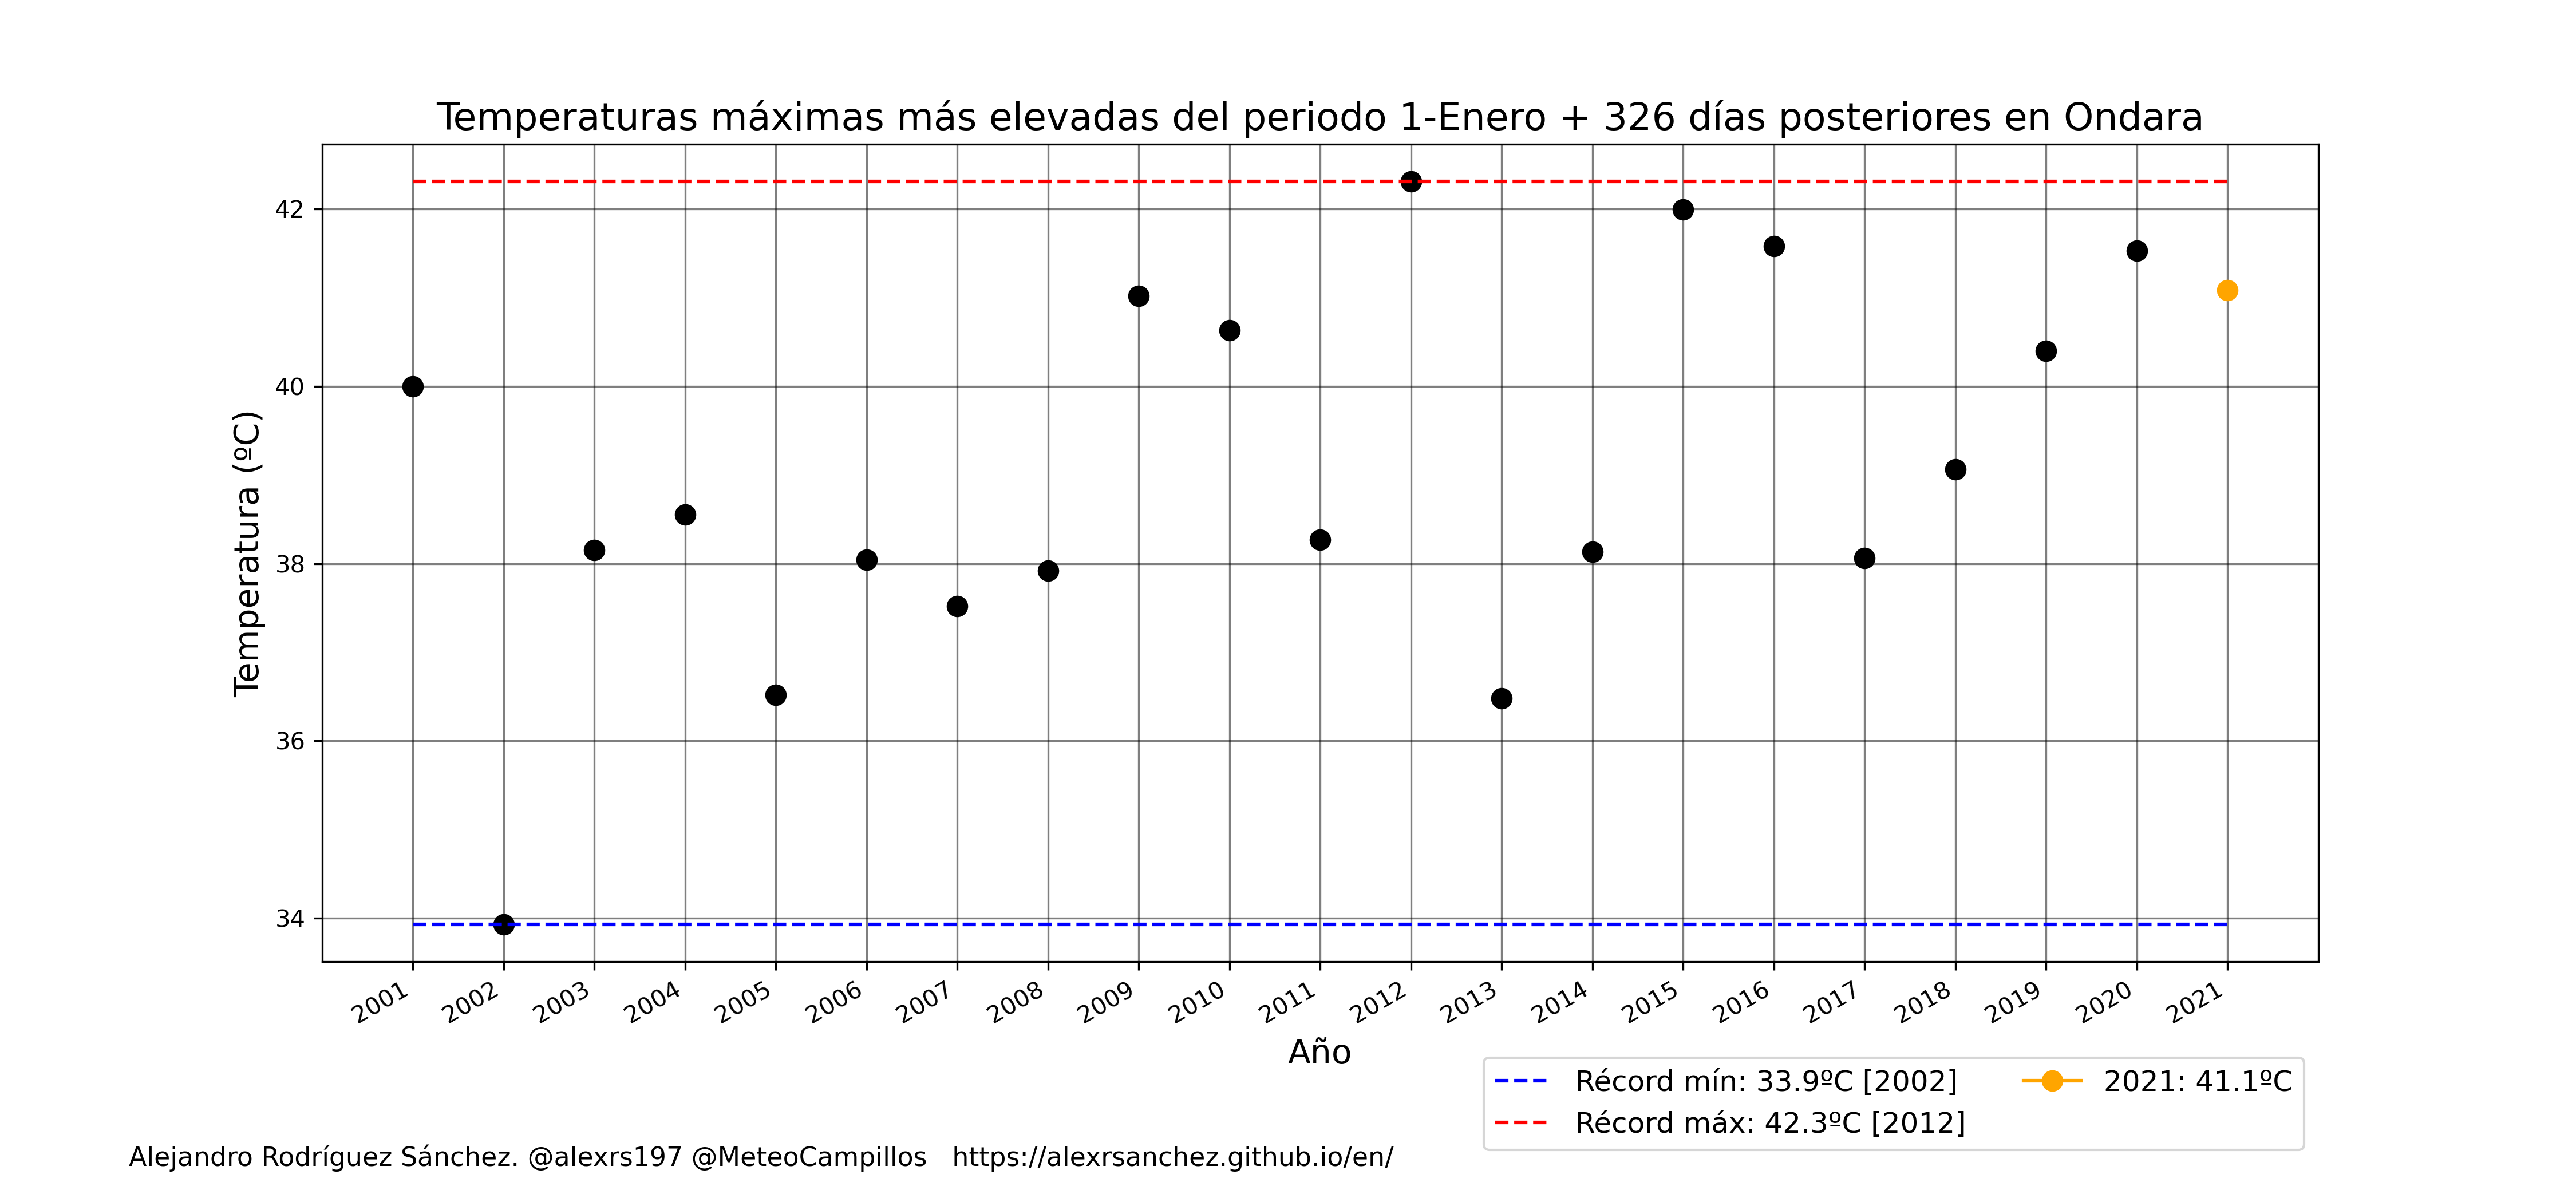 Temperaturas máximas más elevadas del periodo 1-Enero + 326 días posteriores en Ondara
Temperatura (ºC)
42
40
38
36
34
2001 2002 2003 2004 2005 2006 2007 2008 2009 2010 2011 2012 2013 2014 2015 2016 2017 2018 2019 2020 2021
Año
Récord mín: 33.9ºC [2002]
Récord máx: 42.3ºC [2012]
2021: 41.1ºC
Alejandro Rodríguez Sánchez. @alexrs197 @MeteoCampillos https://alexrsanchez.github.io/en/